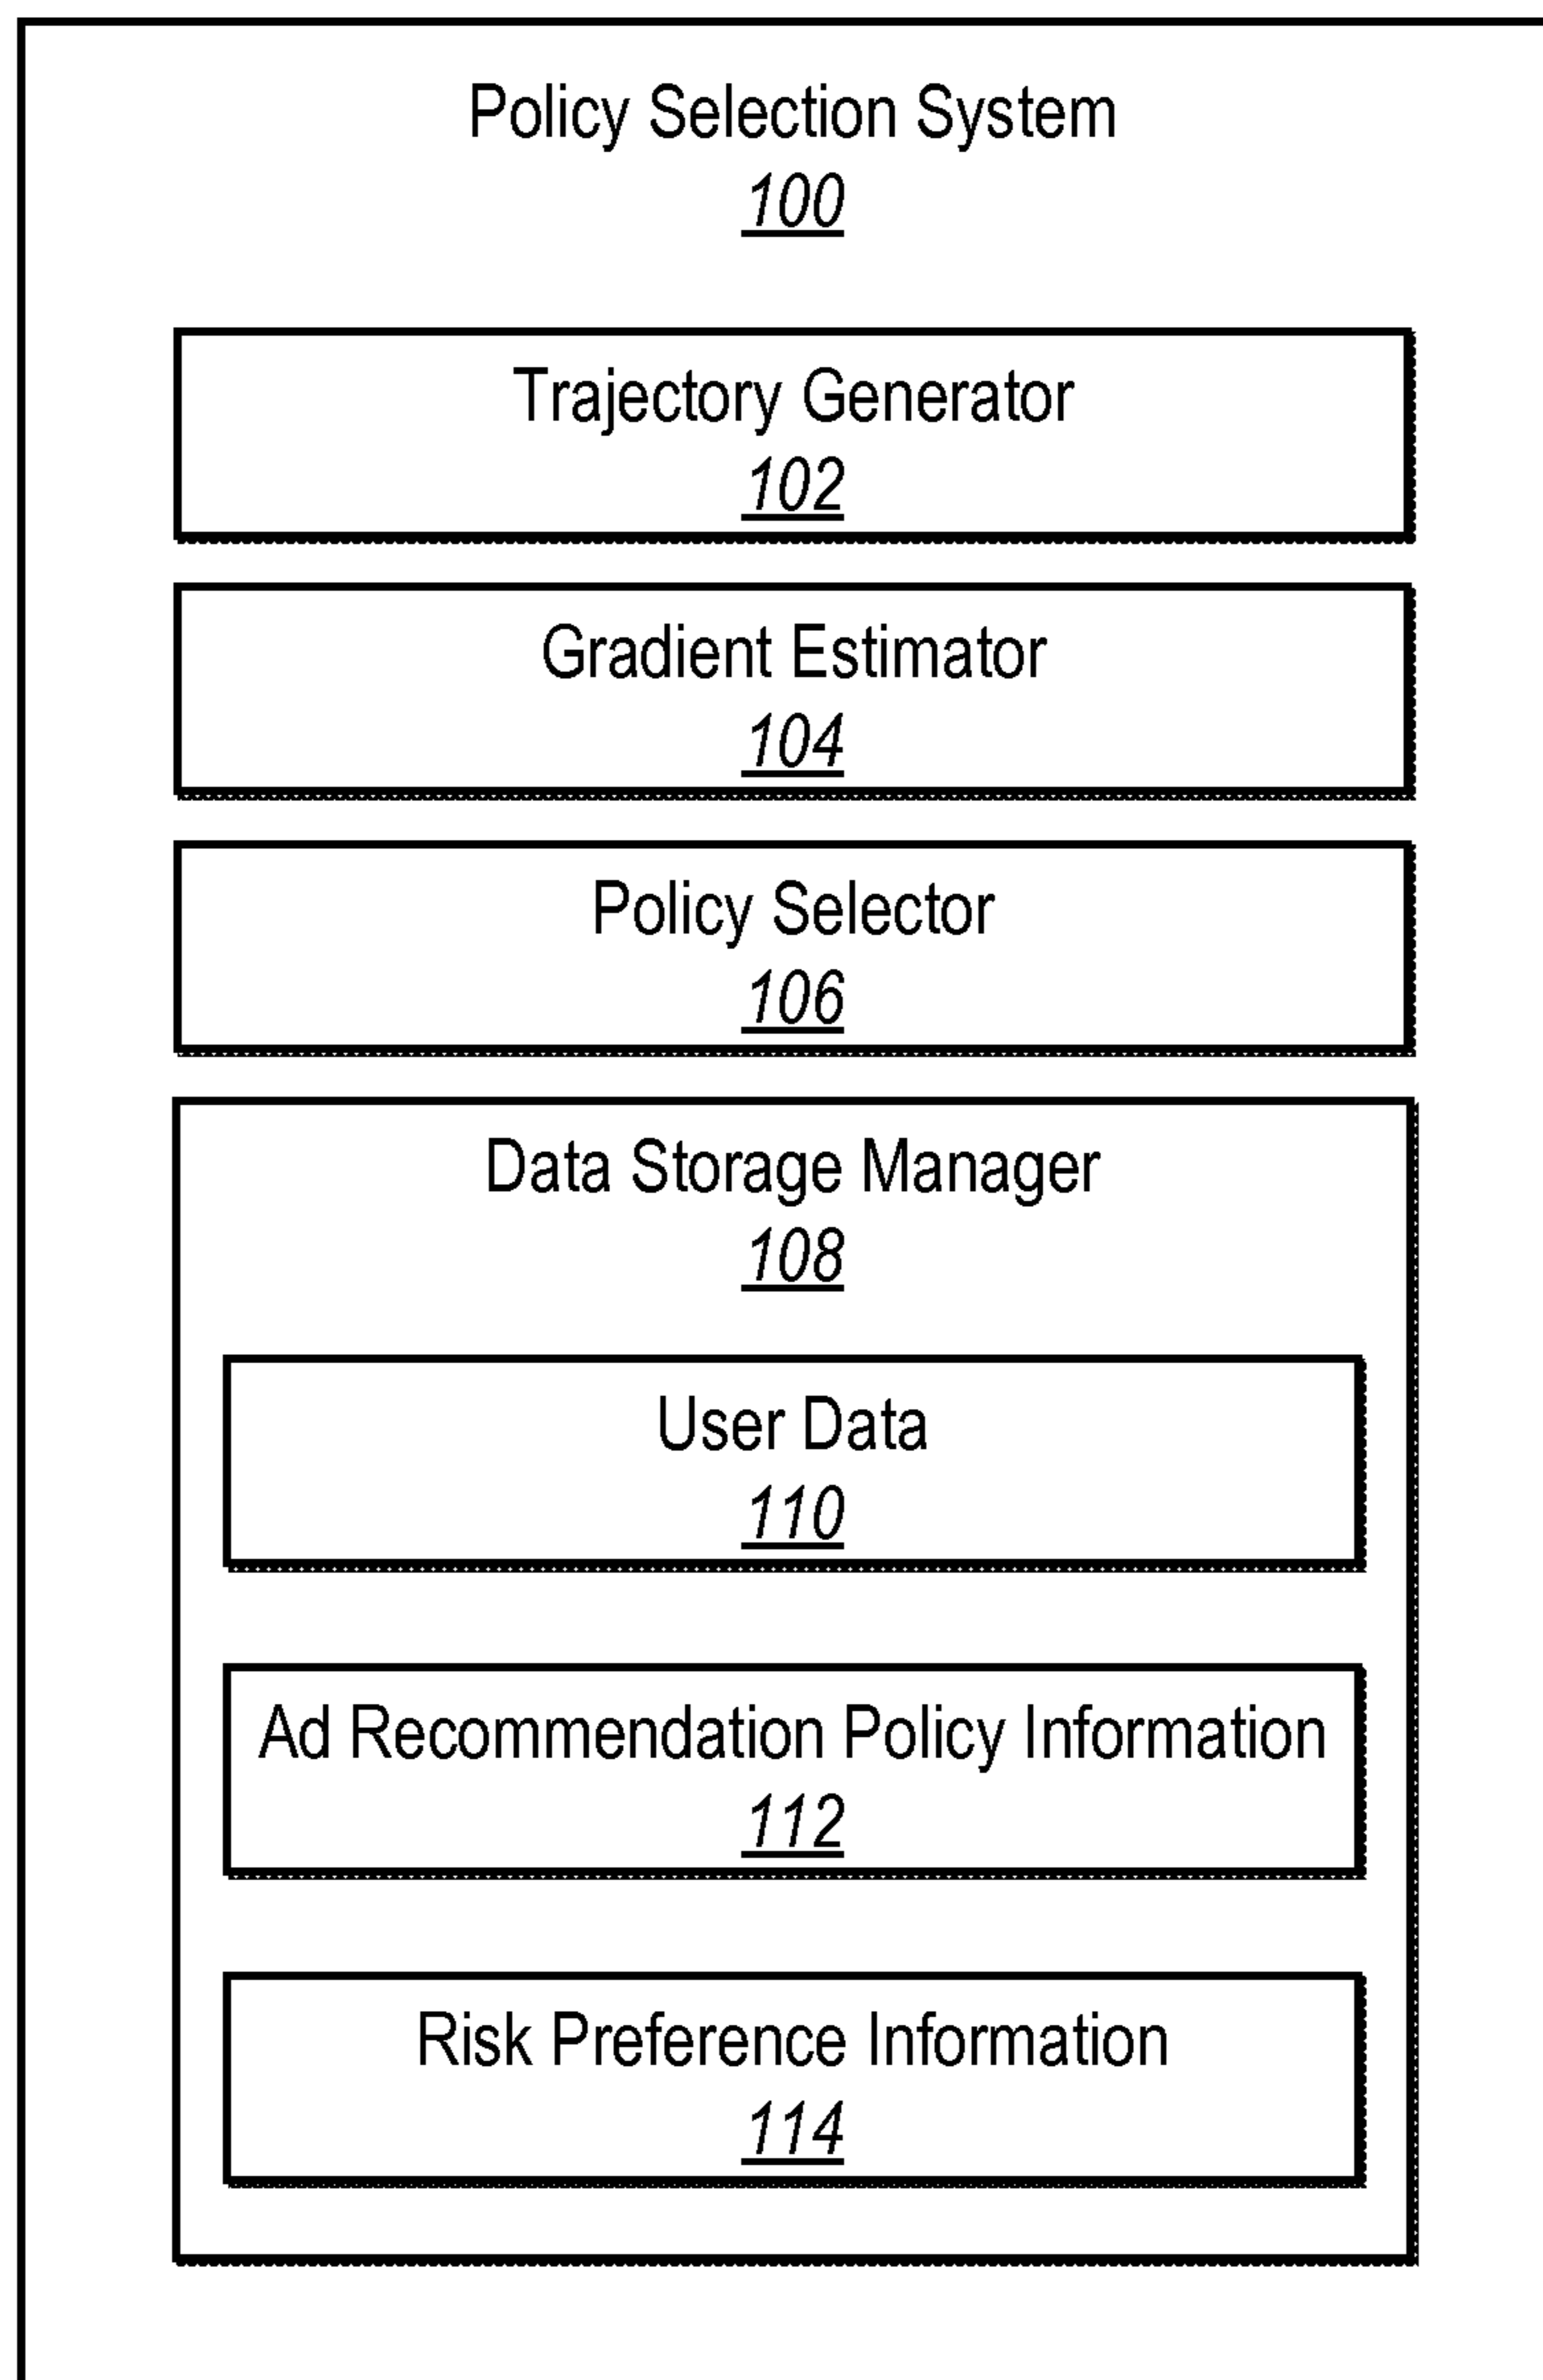 Policy Selection System
100
Trajectory Generator
102
Gradient Estimator
104
Policy Selector
106
Data Storage Manager
108
User Data
110
Ad Recommendation Policy Information
112
Risk Preference Information
114